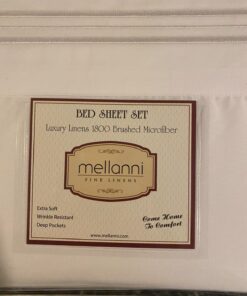 BED SHEET SET
Luxury Linens 1800 Brushed Microfiber
mellanni
FINE LINENS
Extra Soft
Wrinkle Resistant
Deep Pockets
Come Home
To Comfort
www.mellanni.com